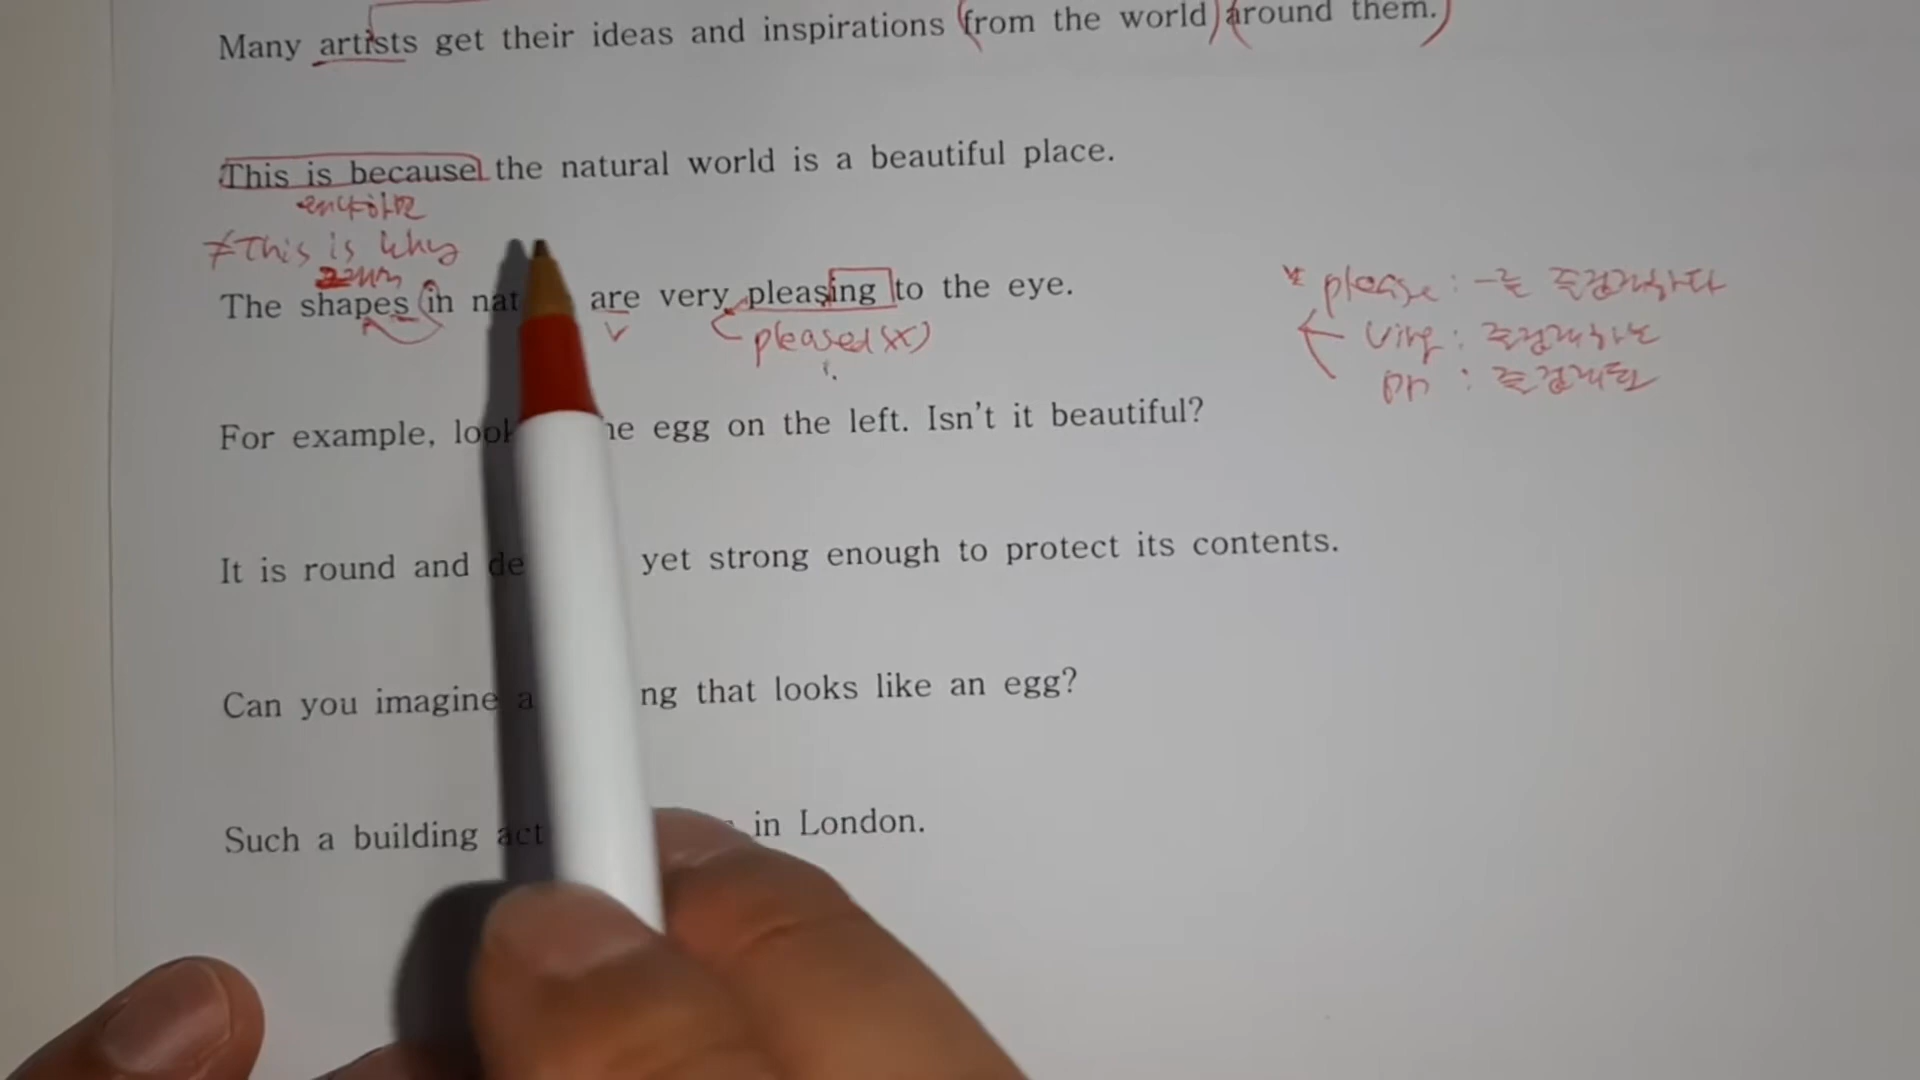 Many artists get their ideas and inspirations (from the world) (around them.)
This is because the natural world is a beautiful place.
왜냐하면
≠ This is why
그래서
The shapes (in nat are very pleasing to the eye.
pleased (x)
* please : -를 즐겁게하다
Ving : 즐겁게하는
pp : 즐겁게된
For example, look he egg on the left. Isn't it beautiful?
It is round and de yet strong enough to protect its contents.
Can you imagine a ng that looks like an egg?
Such a building act in London.